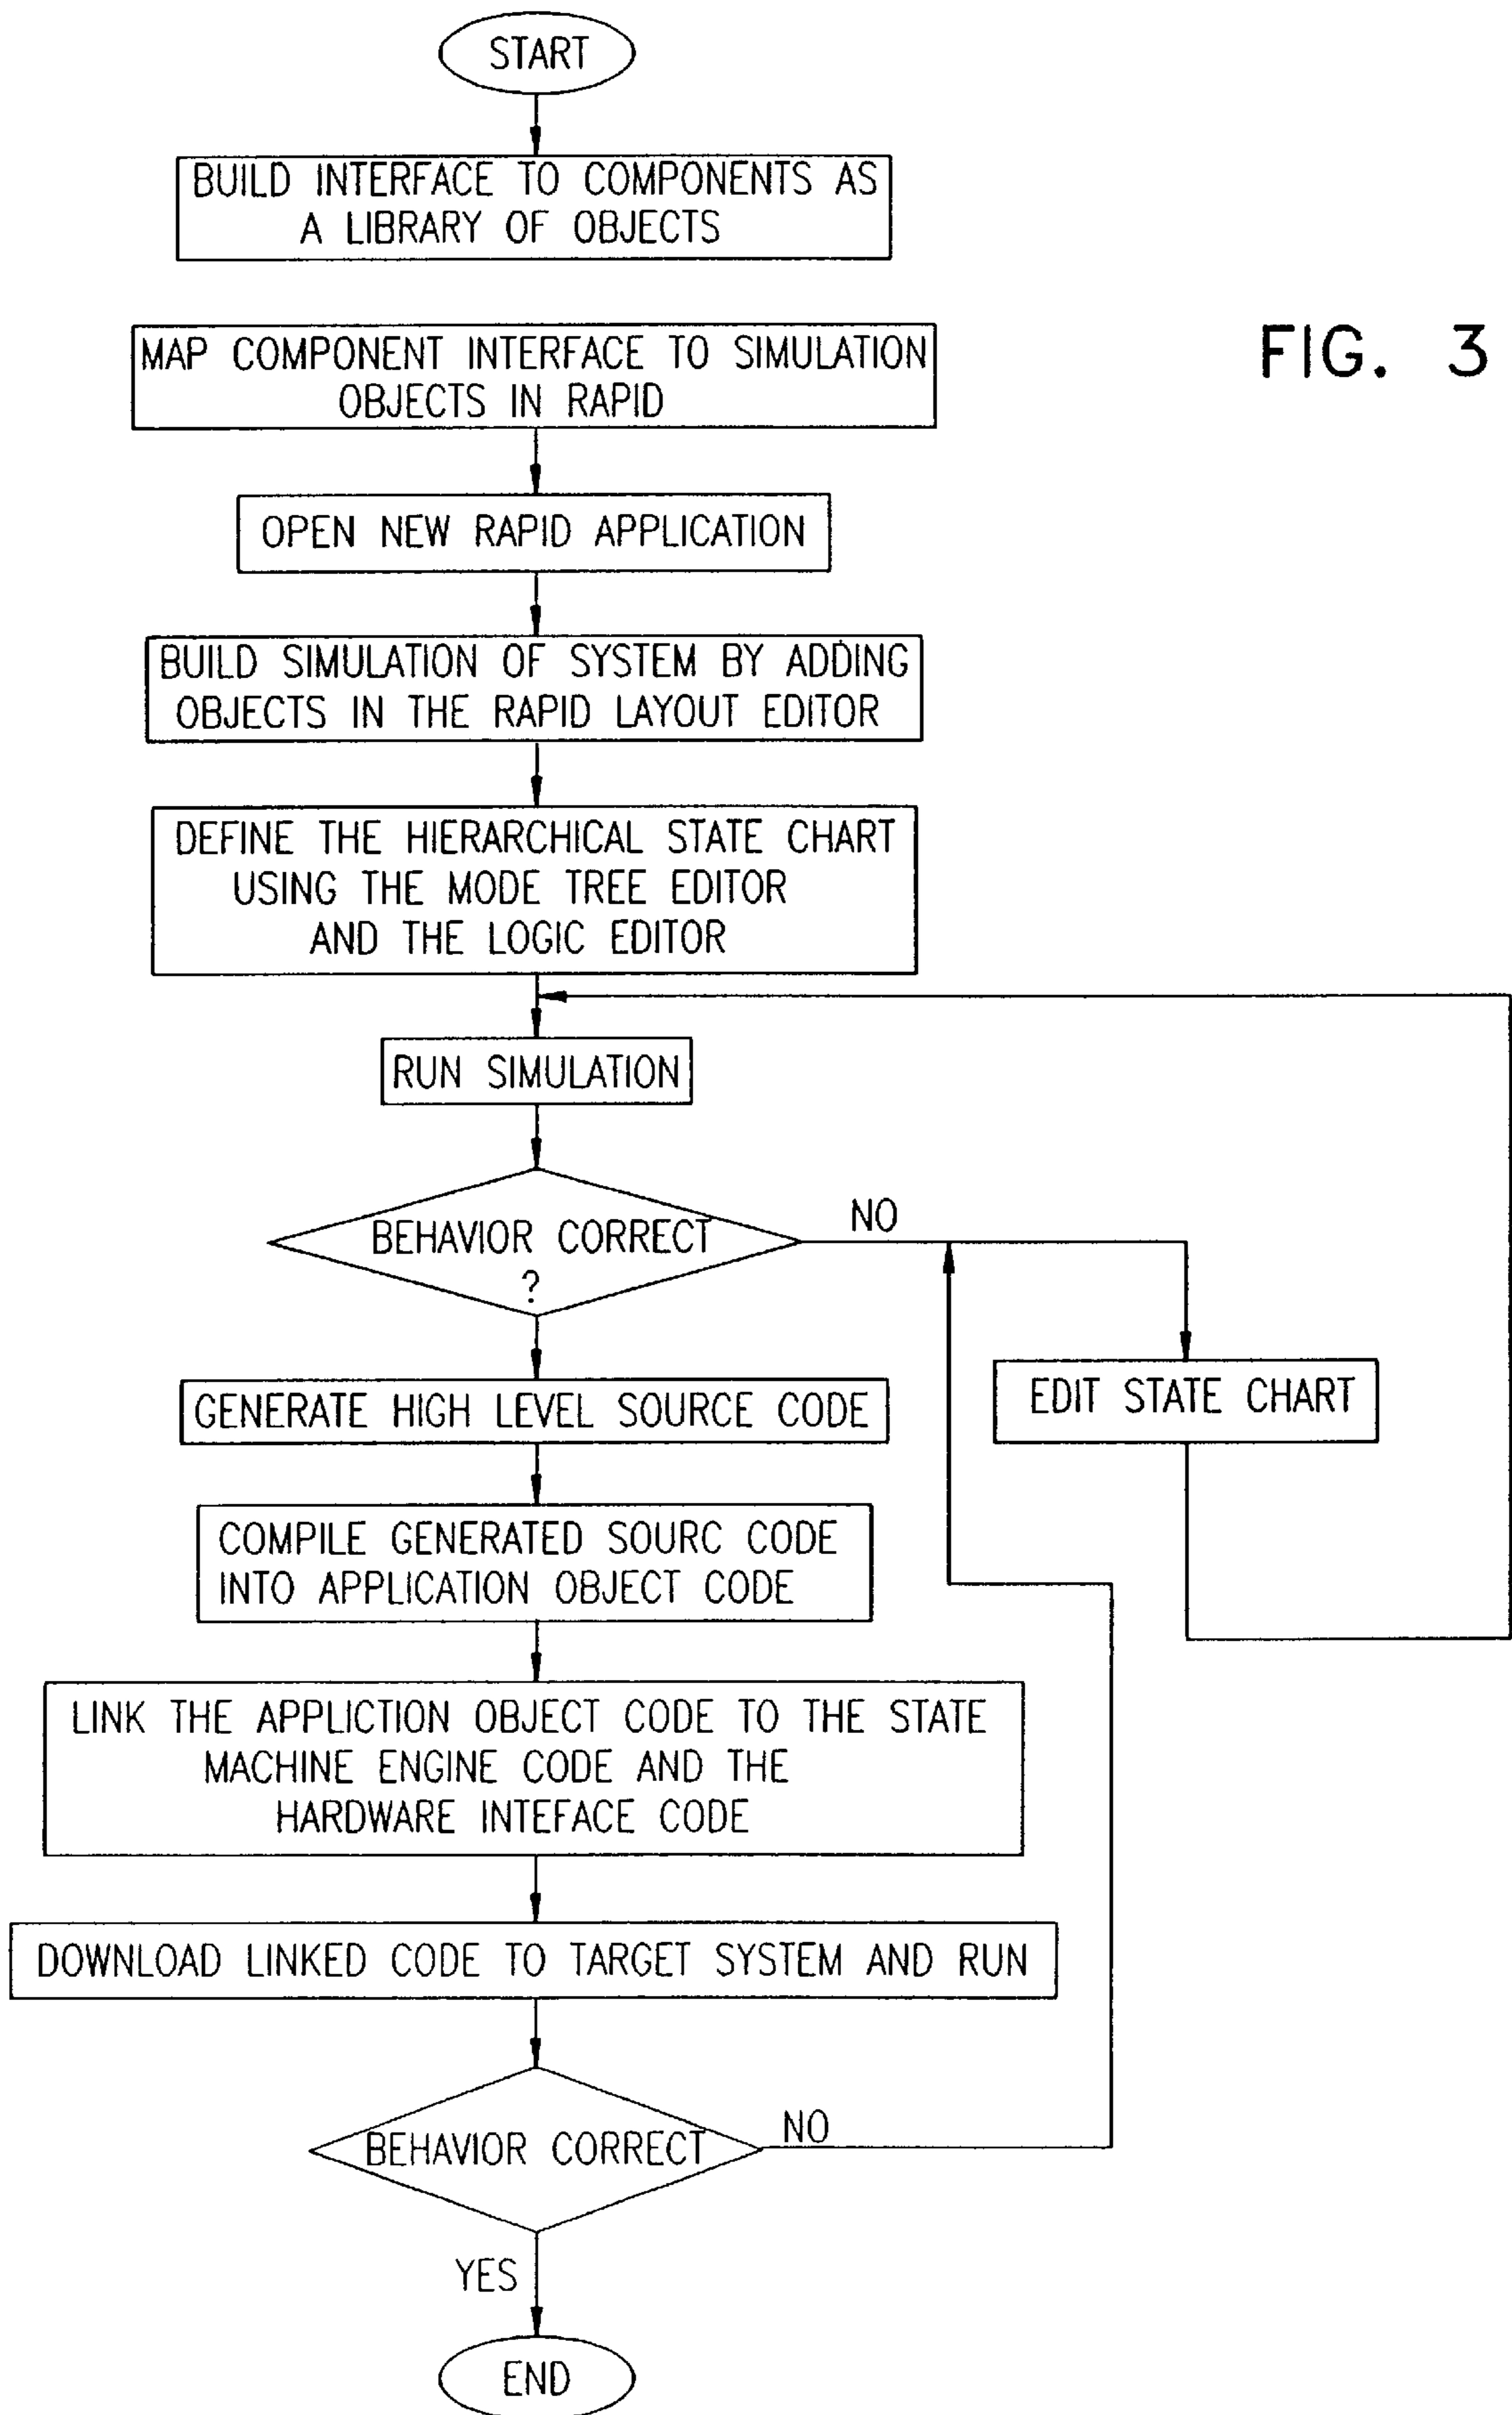 START
BUILD INTERFACE TO COMPONENTS AS
A LIBRARY OF OBJECTS
MAP COMPONENT INTERFACE TO SIMULATION
OBJECTS IN RAPID
FIG. 3
OPEN NEW RAPID APPLICATION
BUILD SIMULATION OF SYSTEM BY ADDING
OBJECTS IN THE RAPID LAYOUT EDITOR
DEFINE THE HIERARCHICAL STATE CHART
USING THE MODE TREE EDITOR
AND THE LOGIC EDITOR
RUN SIMULATION
BEHAVIOR CORRECT
?
NO
GENERATE HIGH LEVEL SOURCE CODE
EDIT STATE CHART
COMPILE GENERATED SOURC CODE
INTO APPLICATION OBJECT CODE
LINK THE APPLICTION OBJECT CODE TO THE STATE
MACHINE ENGINE CODE AND THE
HARDWARE INTEFACE CODE
DOWNLOAD LINKED CODE TO TARGET SYSTEM AND RUN
BEHAVIOR CORRECT
NO
YES
END